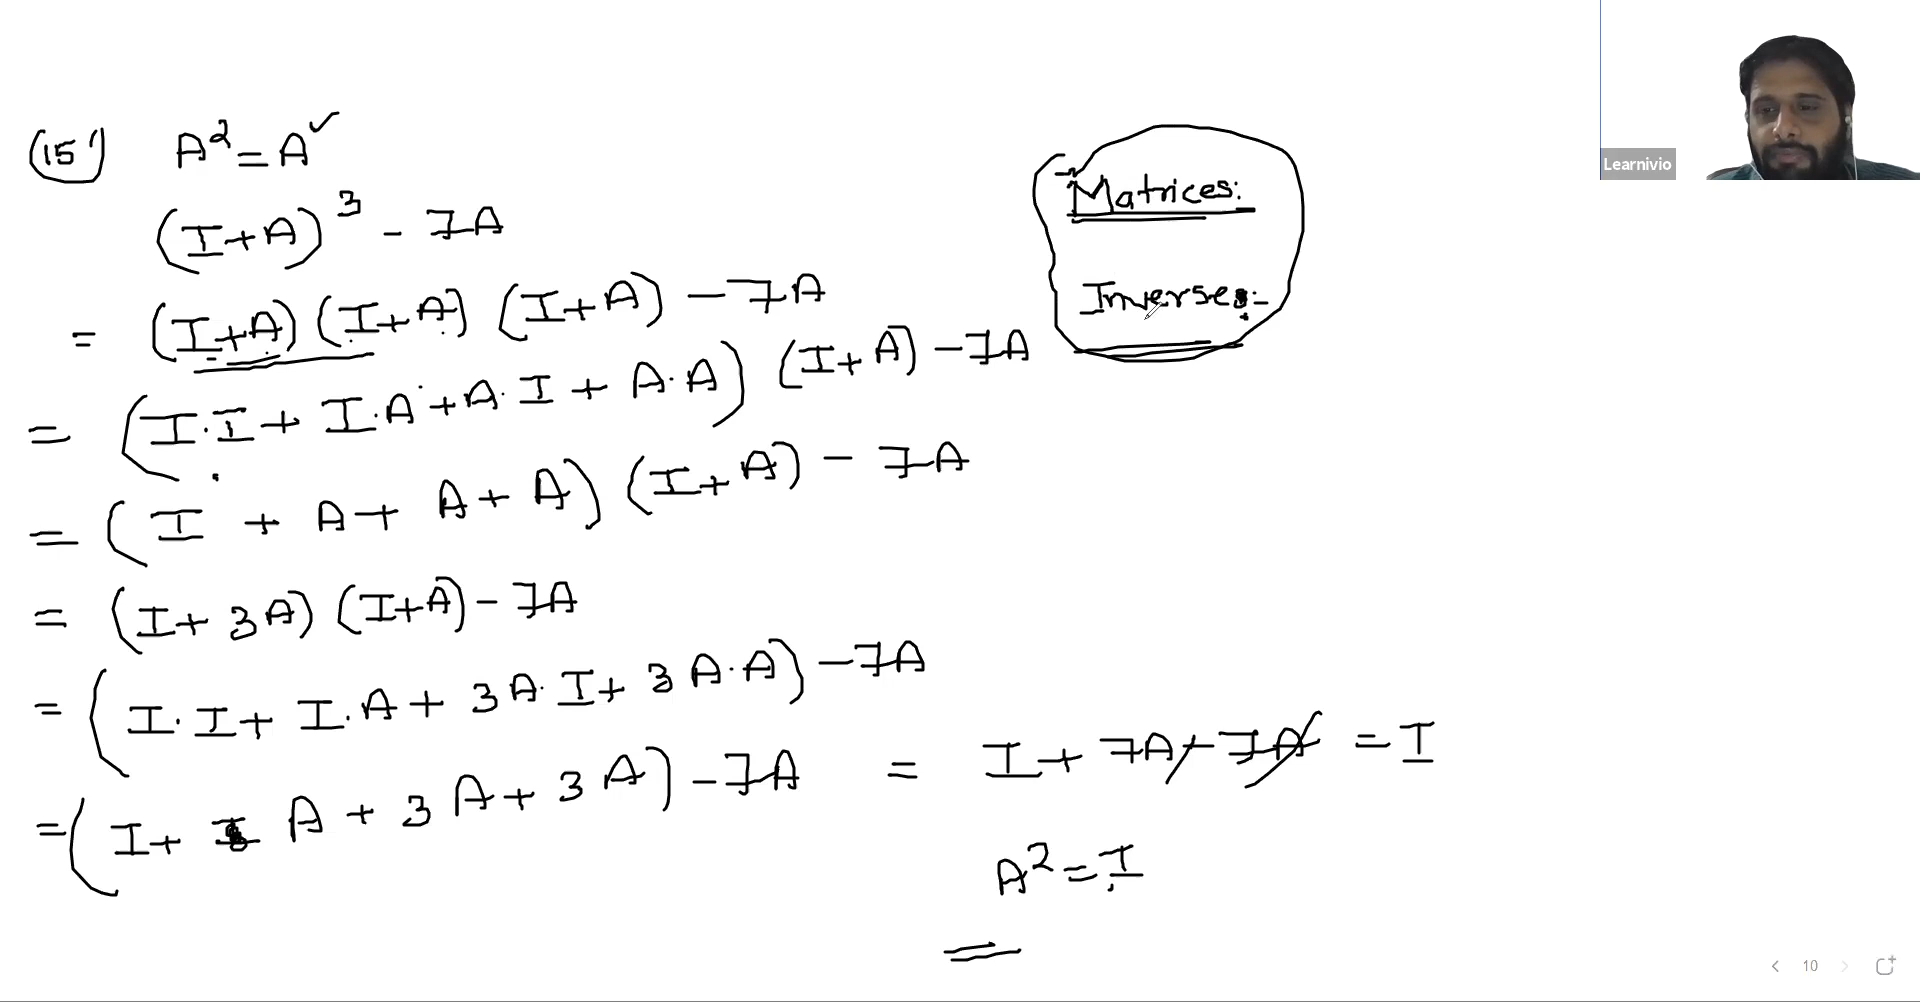 (15) A² = A ✓
(I+A)³ - 7A
= (I+A) (I+A) (I+A) - 7A
= (I·I + I·A + A·I + A·A) (I+A) - 7A
= (I + A + A + A) (I+A) - 7A
= (I + 3A) (I+A) - 7A
= (I·I + I·A + 3A·I + 3A·A) - 7A
= (I + A + 3A + 3A) - 7A = I + 7A - 7A = I
A² = I
Matrices:
Inverse:-
Learnivio
10